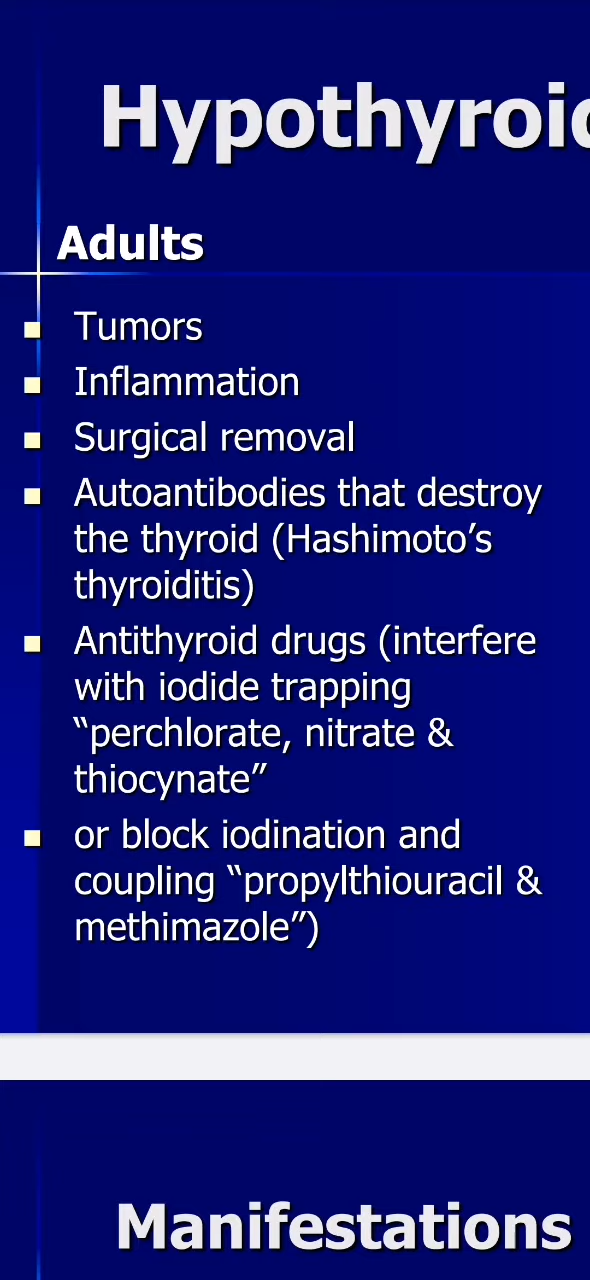 Hypothyroi
Adults
Tumors
Inflammation
Surgical removal
Autoantibodies that destroy
the thyroid (Hashimoto’s
thyroiditis)
Antithyroid drugs (interfere
with iodide trapping
“perchlorate, nitrate &
thiocynate”
or block iodination and
coupling “propylthiouracil &
methimazole”)
Manifestations